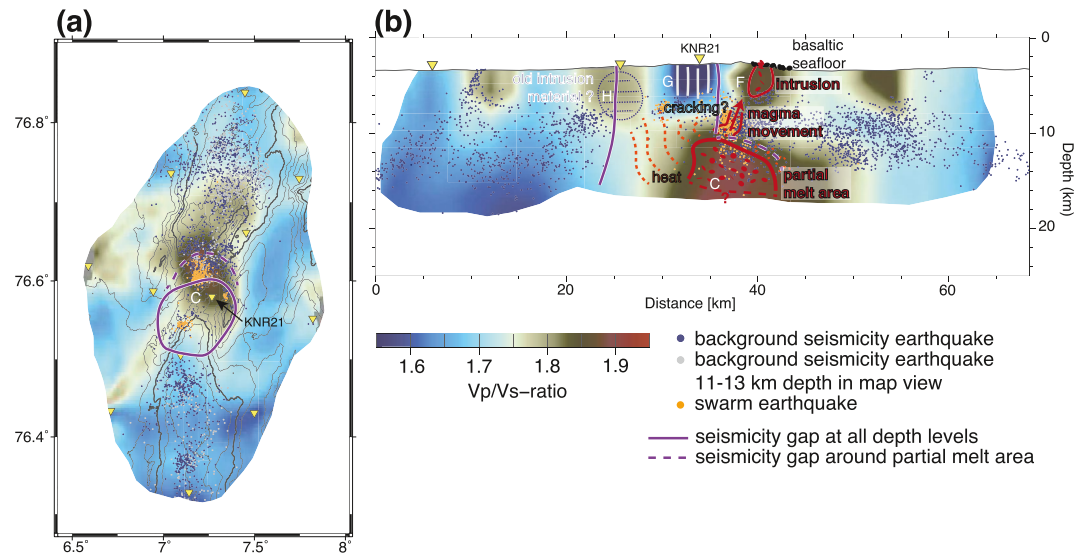 (a)
76.8°
76.6°
76.4°
6.5°
7°
7.5°
8°
C
KNR21
(b)
KNR21
basaltic
seafloor
old intrusion
material ?
H
G
F
intrusion
cracking?
magma
movement
heat
C
?
partial
melt area
0
10
20
Depth (km)
0
20
40
60
Distance [km]
1.6
1.7
1.8
1.9
Vp/Vs−ratio
background seismicity earthquake
background seismicity earthquake
11-13 km depth in map view
swarm earthquake
seismicity gap at all depth levels
seismicity gap around partial melt area